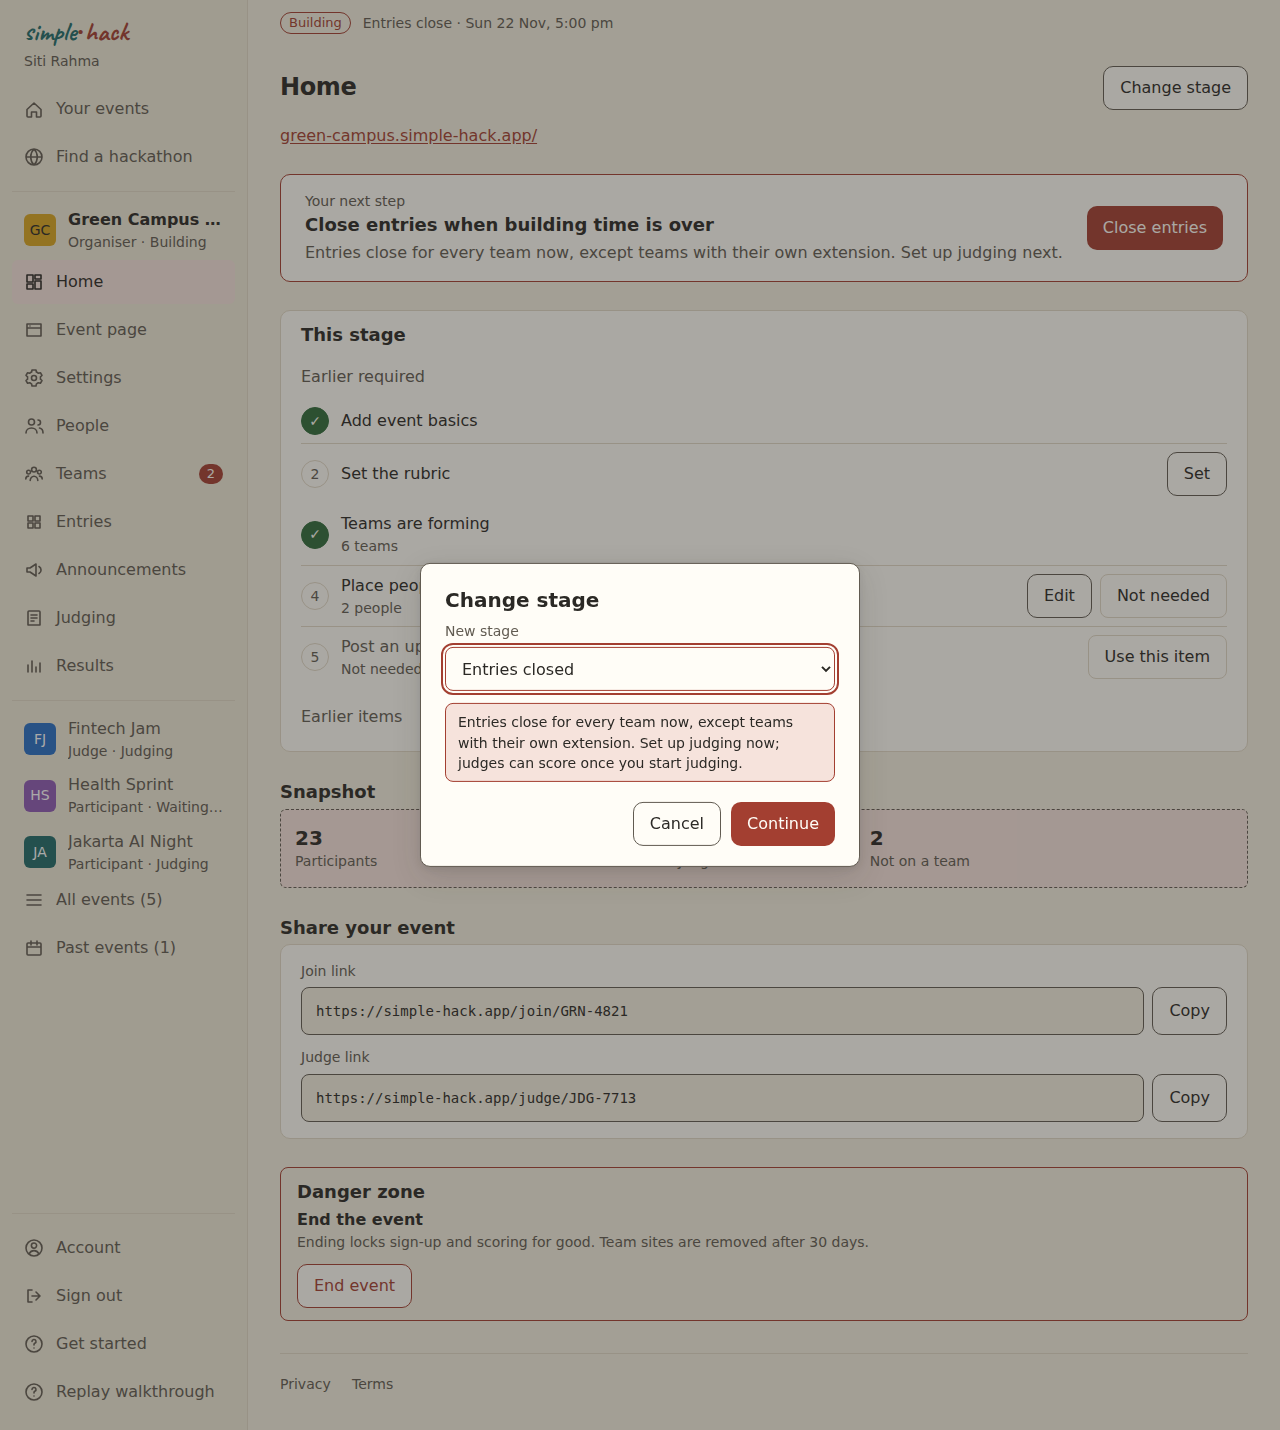 simple·hack
Siti Rahma
Your events
Find a hackathon
GC
Green Campus ...
Organiser · Building
Home
Event page
Settings
People
Teams
2
Entries
Announcements
Judging
Results
FJ
Fintech Jam
Judge · Judging
HS
Health Sprint
Participant · Waiting...
JA
Jakarta AI Night
Participant · Judging
All events (5)
Past events (1)
Account
Sign out
Get started
Replay walkthrough
Building
Entries close · Sun 22 Nov, 5:00 pm
Home
Change stage
green-campus.simple-hack.app/
Your next step
Close entries when building time is over
Entries close for every team now, except teams with their own extension. Set up judging next.
Close entries
This stage
Earlier required
✓
Add event basics
2
Set the rubric
Set
✓
Teams are forming
6 teams
4
Place
2 people
Edit
Not needed
5
Post an
Not needed
Use this item
Earlier items
Change stage
New stage
Entries closed
Entries close for every team now, except teams
with their own extension. Set up judging now;
judges can score once you start judging.
Cancel
Continue
Snapshot
23
Participants
2
Not on a team
Share your event
Join link
https://simple-hack.app/join/GRN-4821
Copy
Judge link
https://simple-hack.app/judge/JDG-7713
Copy
Danger zone
End the event
Ending locks sign-up and scoring for good. Team sites are removed after 30 days.
End event
Privacy
Terms